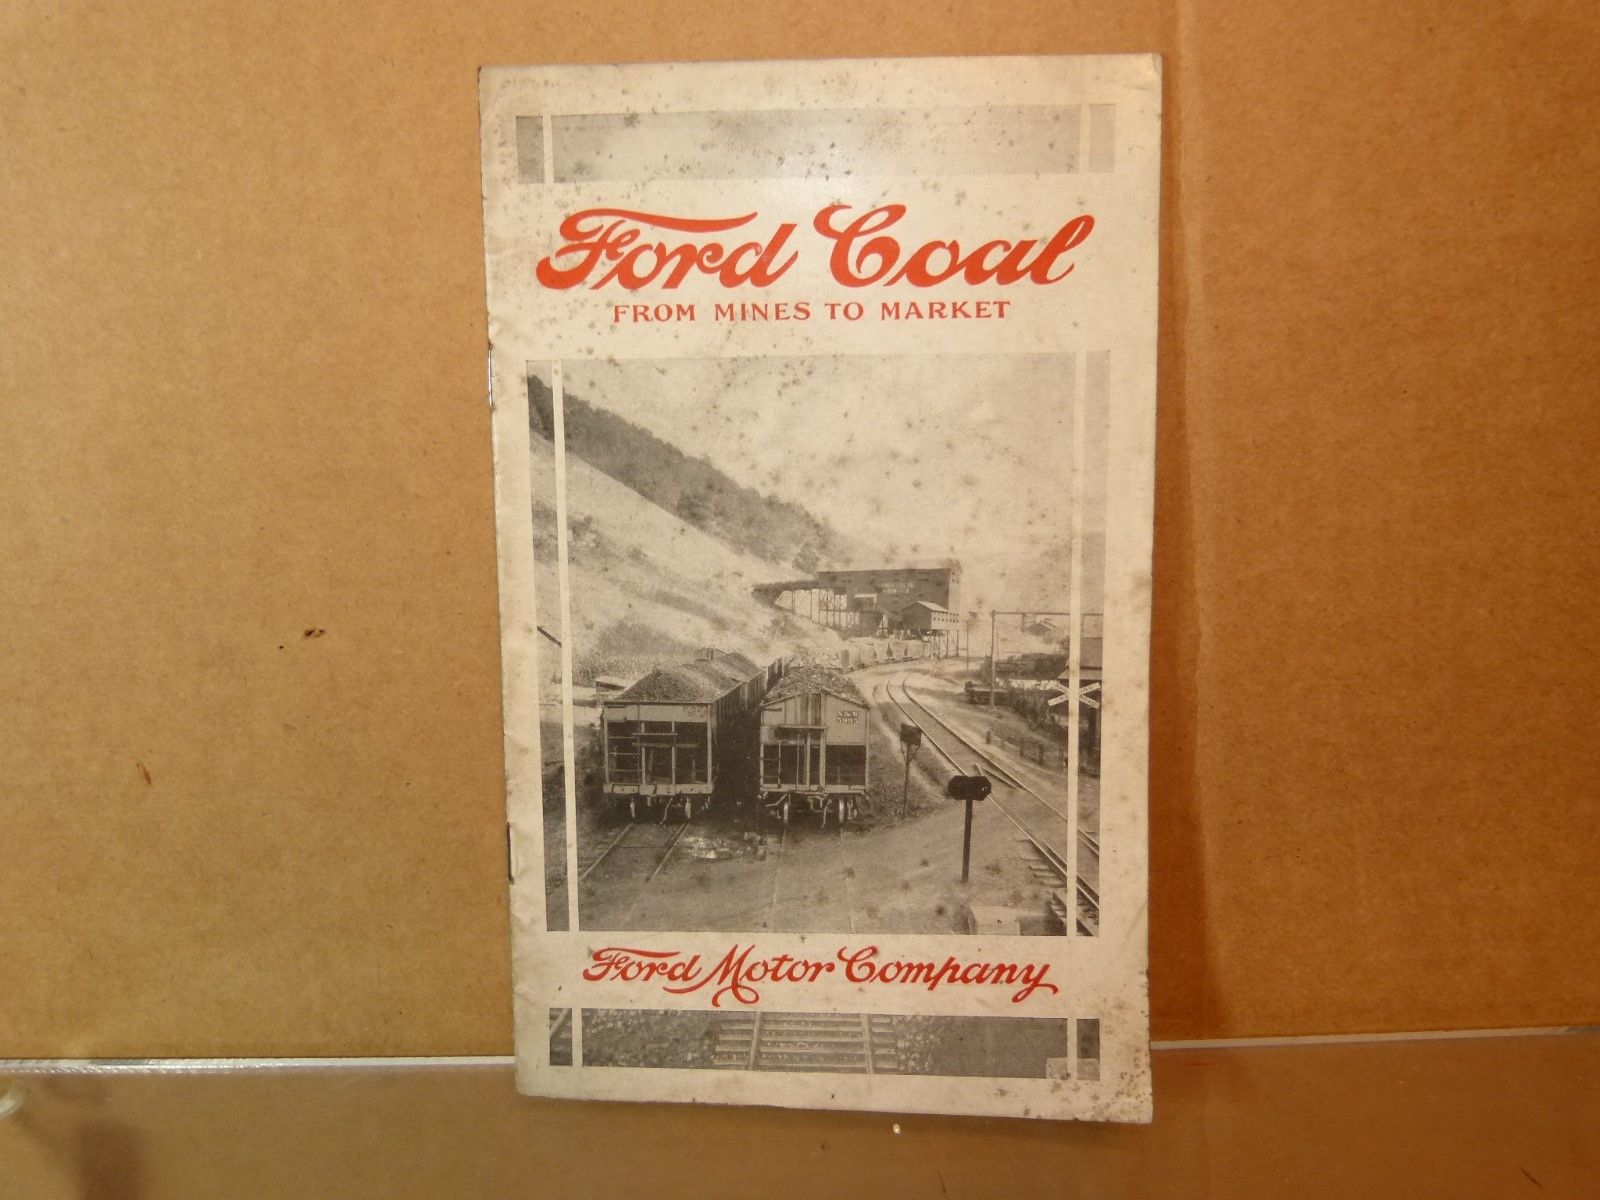 Ford Coal
FROM MINES TO MARKET
Ford Motor Company